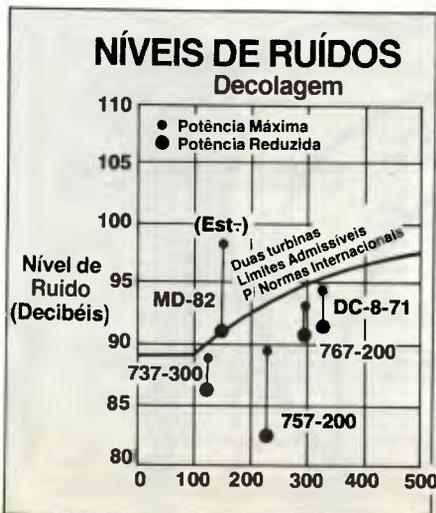 NÍVEIS DE RUÍDOS
Decolagem
110
• Potência Máxima
● Potência Reduzida
105
100
(Est-)
Duas turbinas
Limites Admissíveis
P/ Normas Internacionais
Nível de
Ruido
(Decibéis)
95
MD-82
DC-8-71
90
767-200
737-300
85
757-200
80
0 100 200 300 400 500